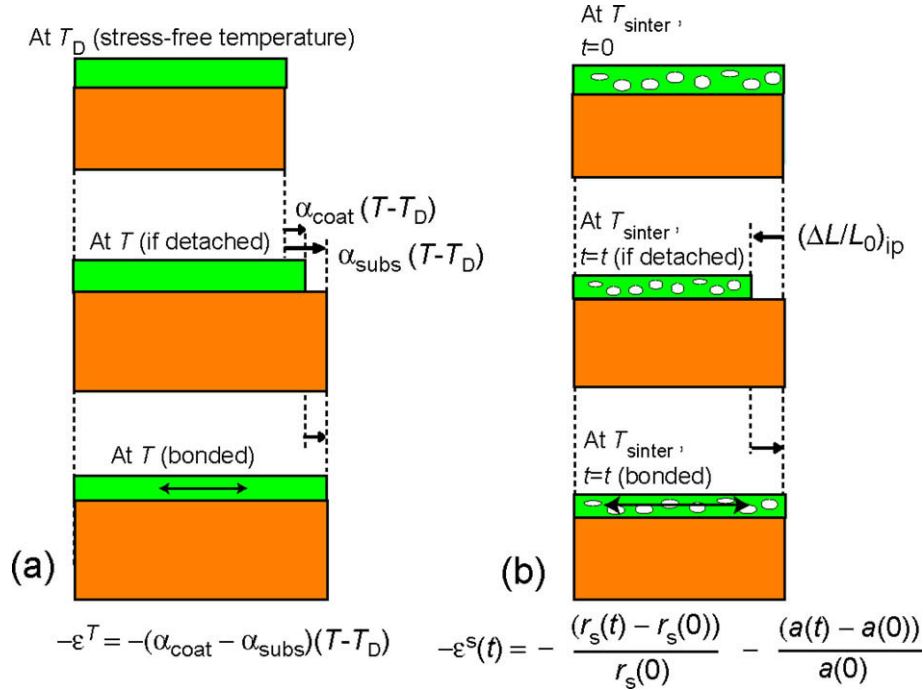 At T_D (stress-free temperature)
α_coat (T-T_D)
At T (if detached)
α_subs (T-T_D)
At T (bonded)
(a)
–ε^T = –(α_coat – α_subs)(T-T_D)
At T_sinter ,
t=0
At T_sinter ,
t=t (if detached)
(ΔL/L_0)_ip
At T_sinter ,
t=t (bonded)
(b)
–ε^s(t) = – (r_s(t) – r_s(0))/r_s(0) – (a(t) – a(0))/a(0)